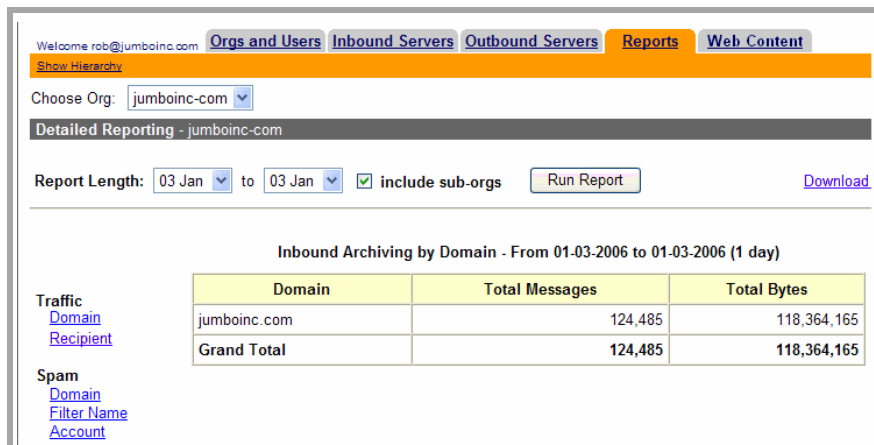 Welcome rob@jumboinc.com Orgs and Users Inbound Servers Outbound Servers Reports Web Content
Show Hierarchy
Choose Org: jumboinc-com
Detailed Reporting - jumboinc-com
Report Length: 03 Jan to 03 Jan include sub-orgs Run Report Download
Inbound Archiving by Domain - From 01-03-2006 to 01-03-2006 (1 day)
Domain Total Messages Total Bytes
jumboinc.com 124,485 118,364,165
Grand Total 124,485 118,364,165
Traffic
Domain
Recipient
Spam
Domain
Filter Name
Account